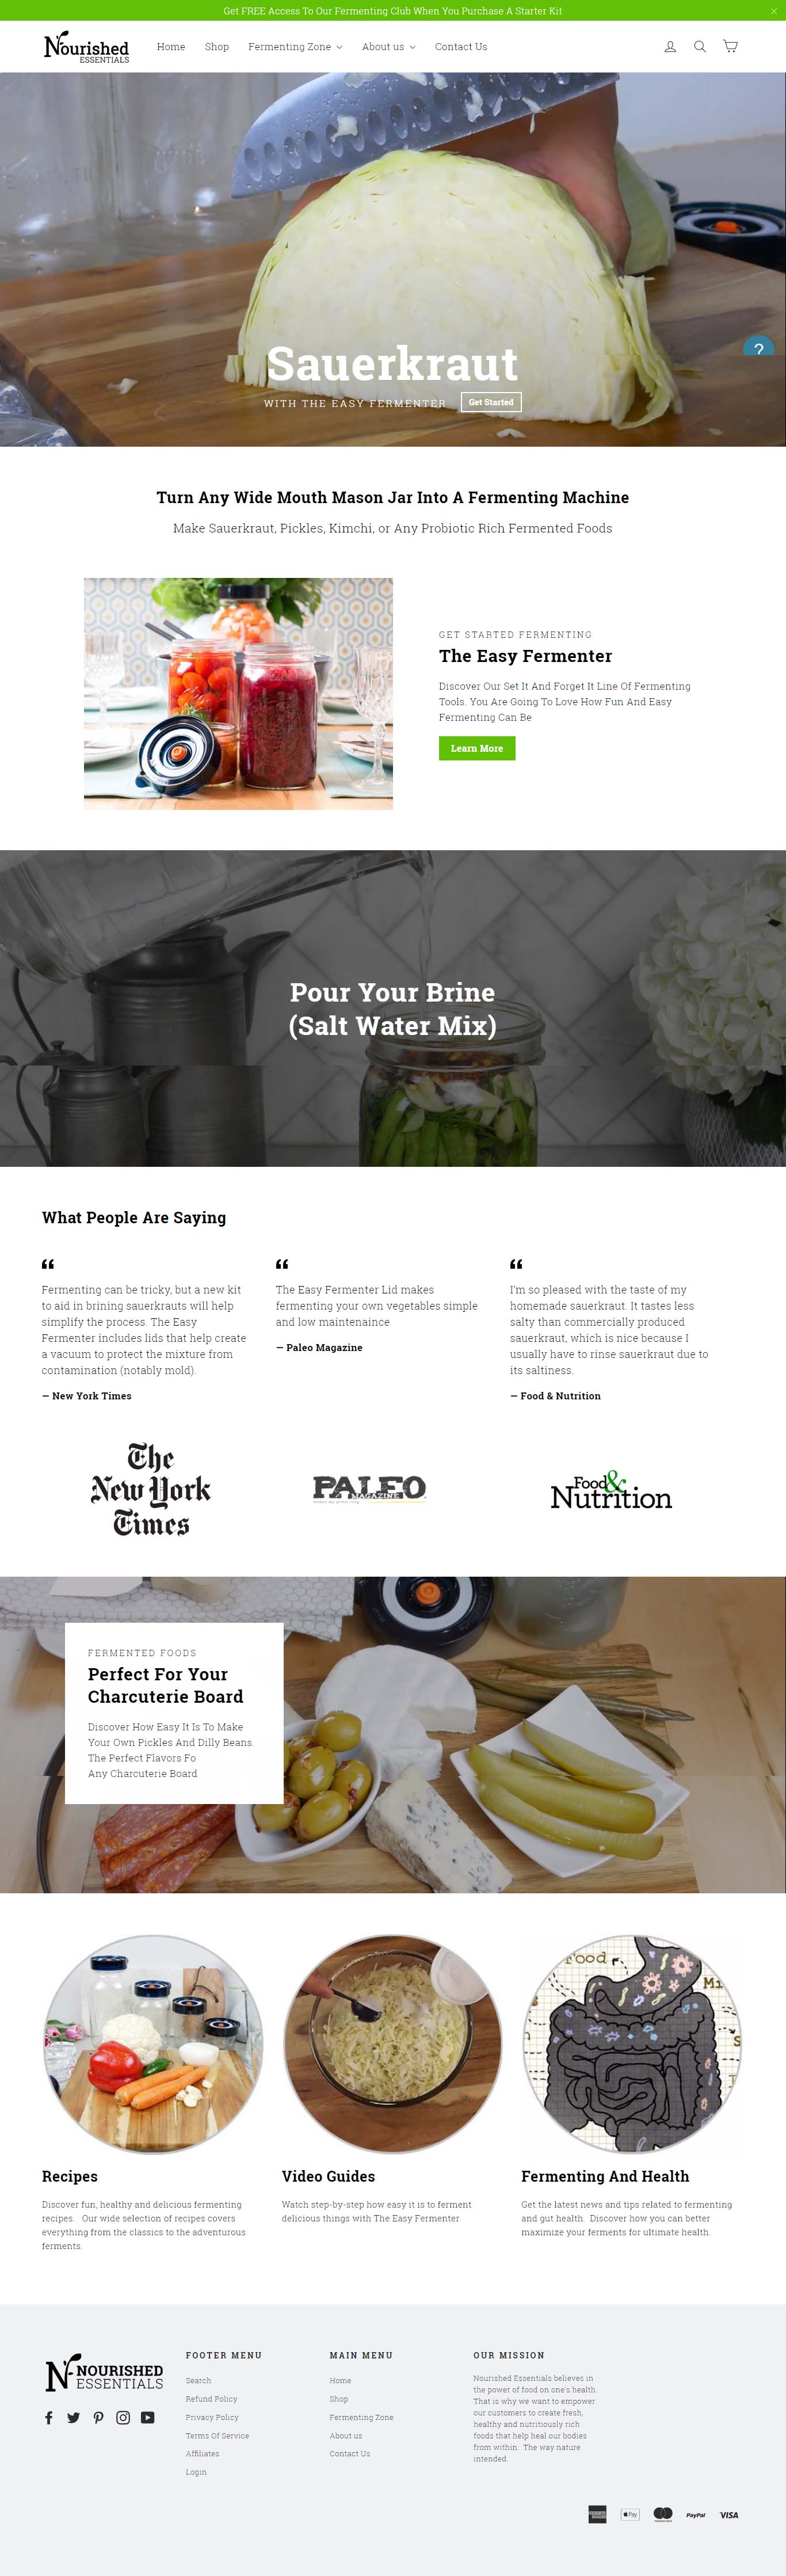 Get FREE Access To Our Fermenting Club When You Purchase A Starter Kit
Nourished
ESSENTIALS
Home
Shop
Fermenting Zone
About us
Contact Us
?
Sauerkraut
WITH THE EASY FERMENTER
Get Started
Turn Any Wide Mouth Mason Jar Into A Fermenting Machine
Make Sauerkraut, Pickles, Kimchi, or Any Probiotic Rich Fermented Foods
GET STARTED FERMENTING
The Easy Fermenter
Discover Our Set It And Forget It Line Of Fermenting
Tools. You Are Going To Love How Fun And Easy
Fermenting Can Be
Learn More
Pour Your Brine
(Salt Water Mix)
What People Are Saying
“
Fermenting can be tricky, but a new kit
to aid in brining sauerkrauts will help
simplify the process. The Easy
Fermenter includes lids that help create
a vacuum to protect the mixture from
contamination (notably mold).
— New York Times
“
The Easy Fermenter Lid makes
fermenting your own vegetables simple
and low maintenaince
— Paleo Magazine
“
I'm so pleased with the taste of my
homemade sauerkraut. It tastes less
salty than commercially produced
sauerkraut, which is nice because I
usually have to rinse sauerkraut due to
its saltiness.
— Food & Nutrition
The
New York
Times
PALEO
MAGAZINE
Food &
Nutrition
FERMENTED FOODS
Perfect For Your
Charcuterie Board
Discover How Easy It Is To Make
Your Own Pickles And Dilly Beans.
The Perfect Flavors Fo
Any Charcuterie Board
Food
Mi
Recipes
Discover fun, healthy and delicious fermenting
recipes.   Our wide selection of recipes covers
everything from the classics to the adventurous
ferments.
Video Guides
Watch step-by-step how easy it is to ferment
delicious things with The Easy Fermenter
Fermenting And Health
Get the latest news and tips related to fermenting
and gut health.  Discover how you can better
maximize your ferments for ultimate health.
NOURISHED
ESSENTIALS
FOOTER MENU
Search
Refund Policy
Privacy Policy
Terms Of Service
Affiliates
Login
MAIN MENU
Home
Shop
Fermenting Zone
About us
Contact Us
OUR MISSION
Nourished Essentials believes in
the power of food on one's health.
That is why we want to empower
our customers to create fresh,
healthy and nutritiously rich
foods that help heal our bodies
from within.  The way nature
intended.
Pay
PayPal
VISA